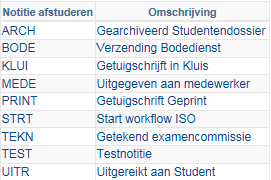 Notitie afstuderen Omschrijving
ARCH Gearchiveerd Studentendossier
BODE Verzending Bodedienst
KLUI Getuigschrijft in Kluis
MEDE Uitgegeven aan medewerker
PRINT Getuigschrift Geprint
STRT Start workflow ISO
TEKN Getekend examencommissie
TEST Testnotitie
UITR Uitgereikt aan Student